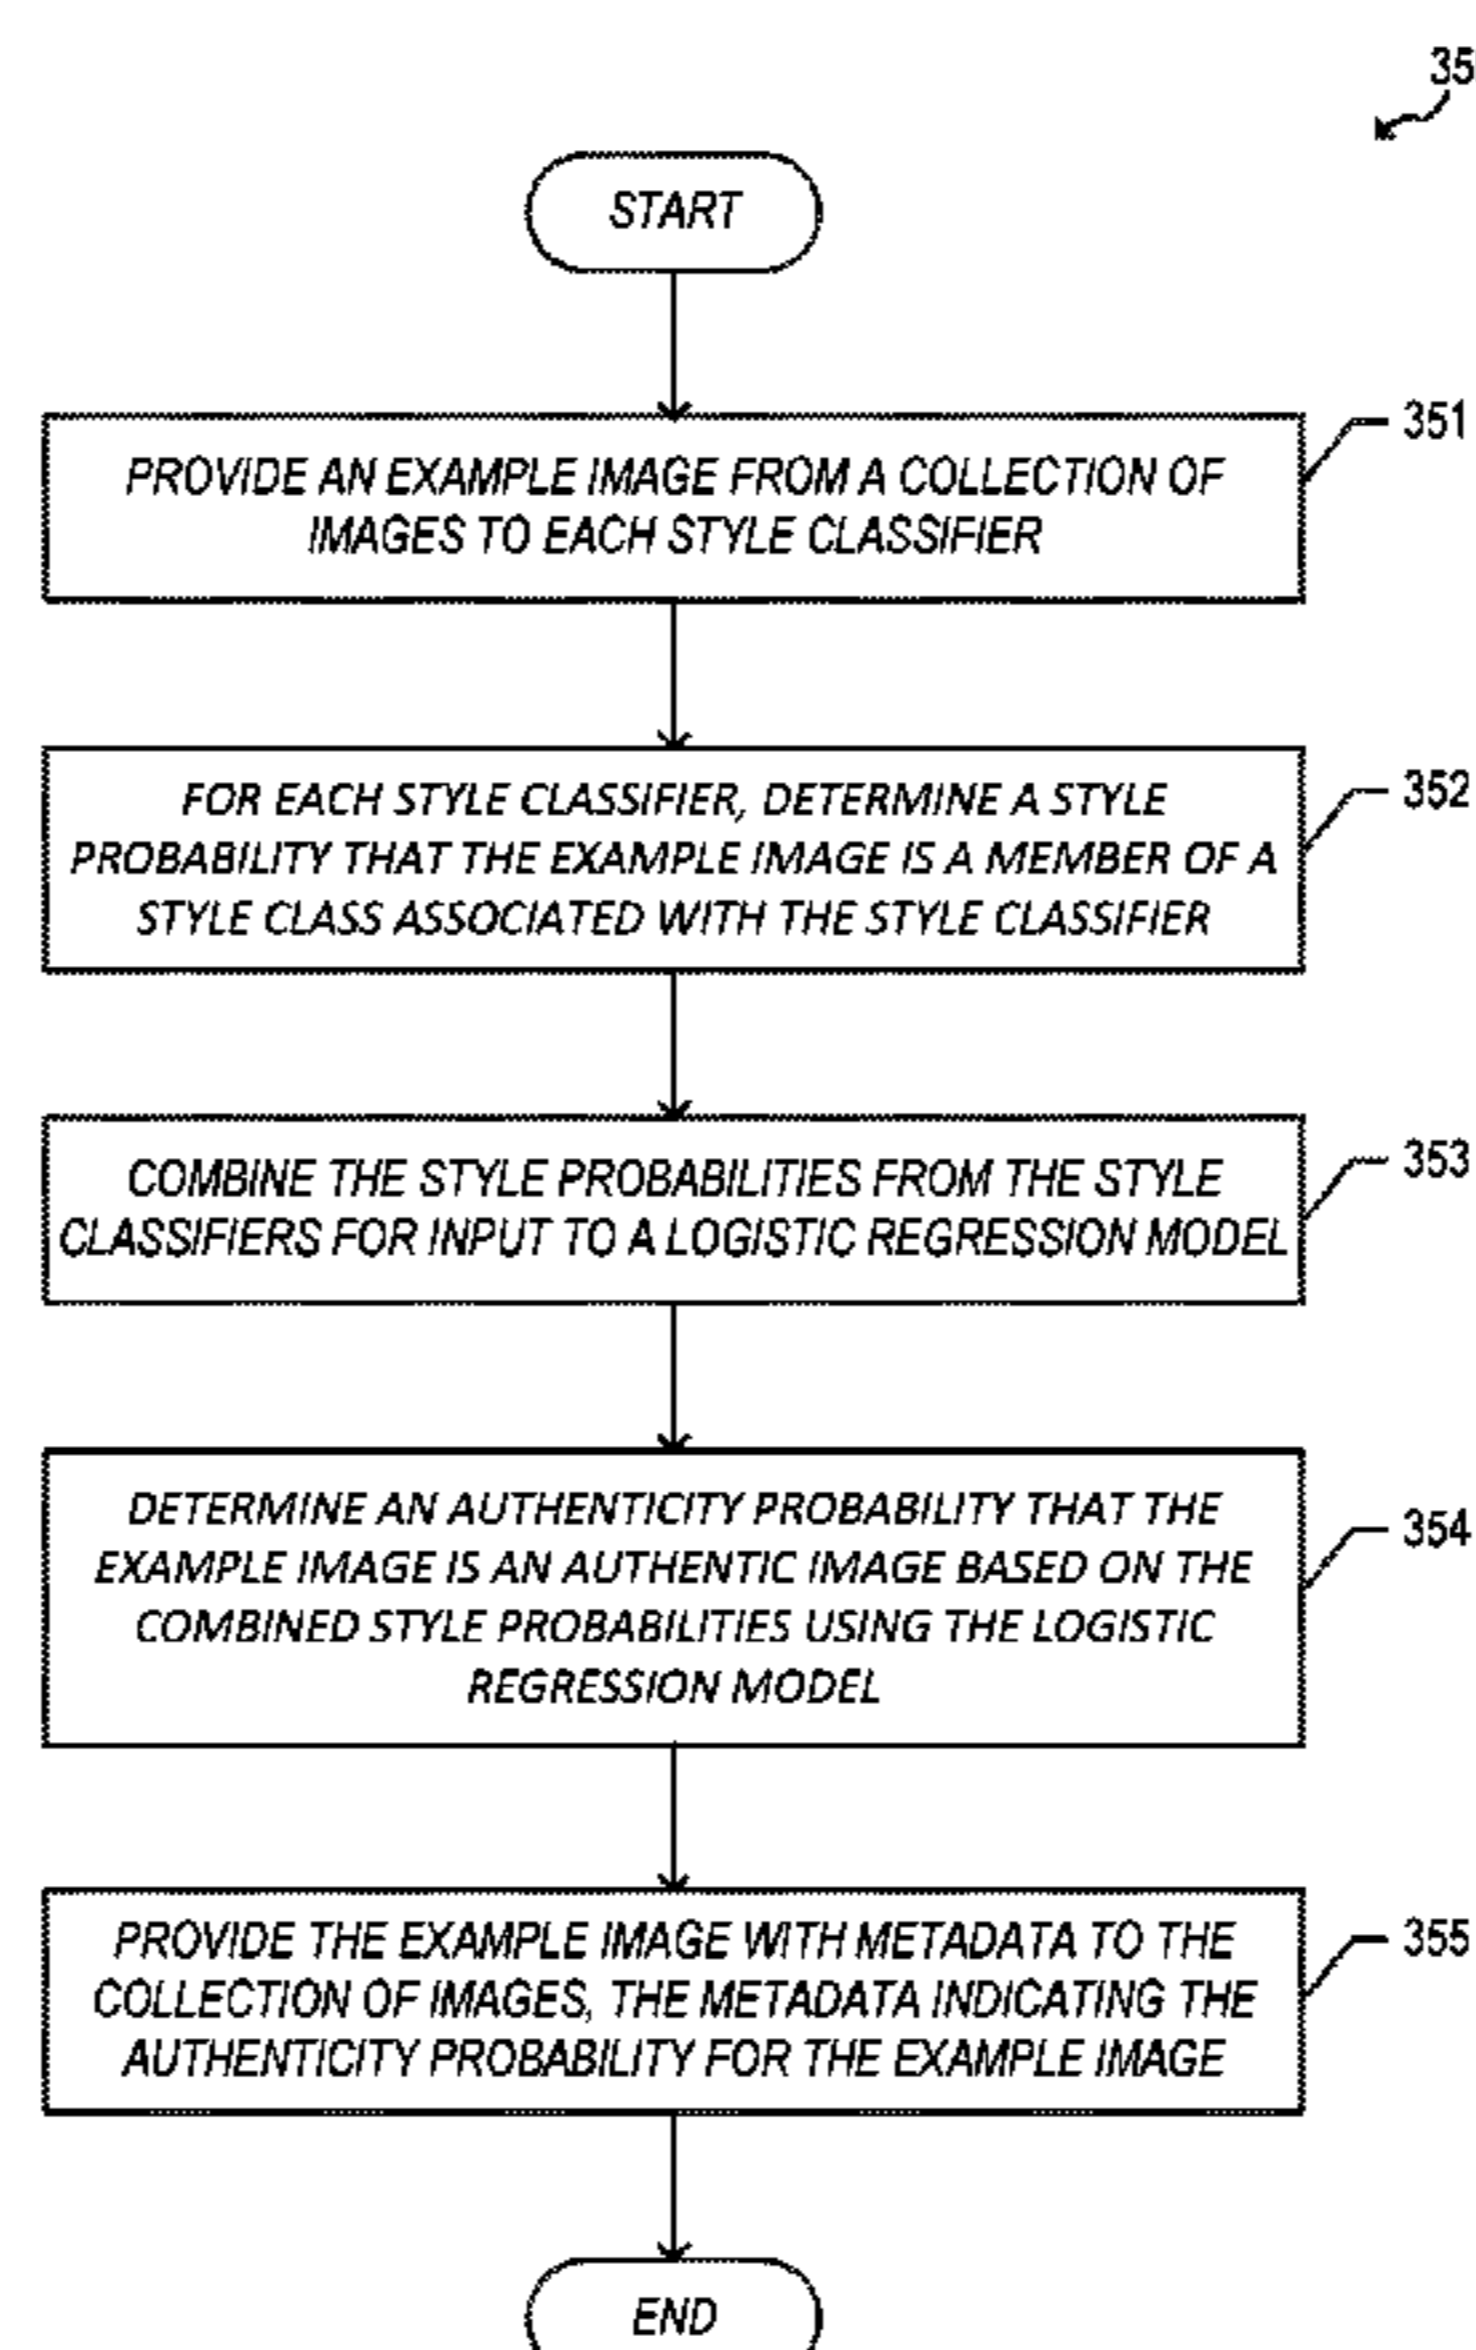 35
START
351
PROVIDE AN EXAMPLE IMAGE FROM A COLLECTION OF
IMAGES TO EACH STYLE CLASSIFIER
352
FOR EACH STYLE CLASSIFIER, DETERMINE A STYLE
PROBABILITY THAT THE EXAMPLE IMAGE IS A MEMBER OF A
STYLE CLASS ASSOCIATED WITH THE STYLE CLASSIFIER
353
COMBINE THE STYLE PROBABILITIES FROM THE STYLE
CLASSIFIERS FOR INPUT TO A LOGISTIC REGRESSION MODEL
354
DETERMINE AN AUTHENTICITY PROBABILITY THAT THE
EXAMPLE IMAGE IS AN AUTHENTIC IMAGE BASED ON THE
COMBINED STYLE PROBABILITIES USING THE LOGISTIC
REGRESSION MODEL
355
PROVIDE THE EXAMPLE IMAGE WITH METADATA TO THE
COLLECTION OF IMAGES, THE METADATA INDICATING THE
AUTHENTICITY PROBABILITY FOR THE EXAMPLE IMAGE
END